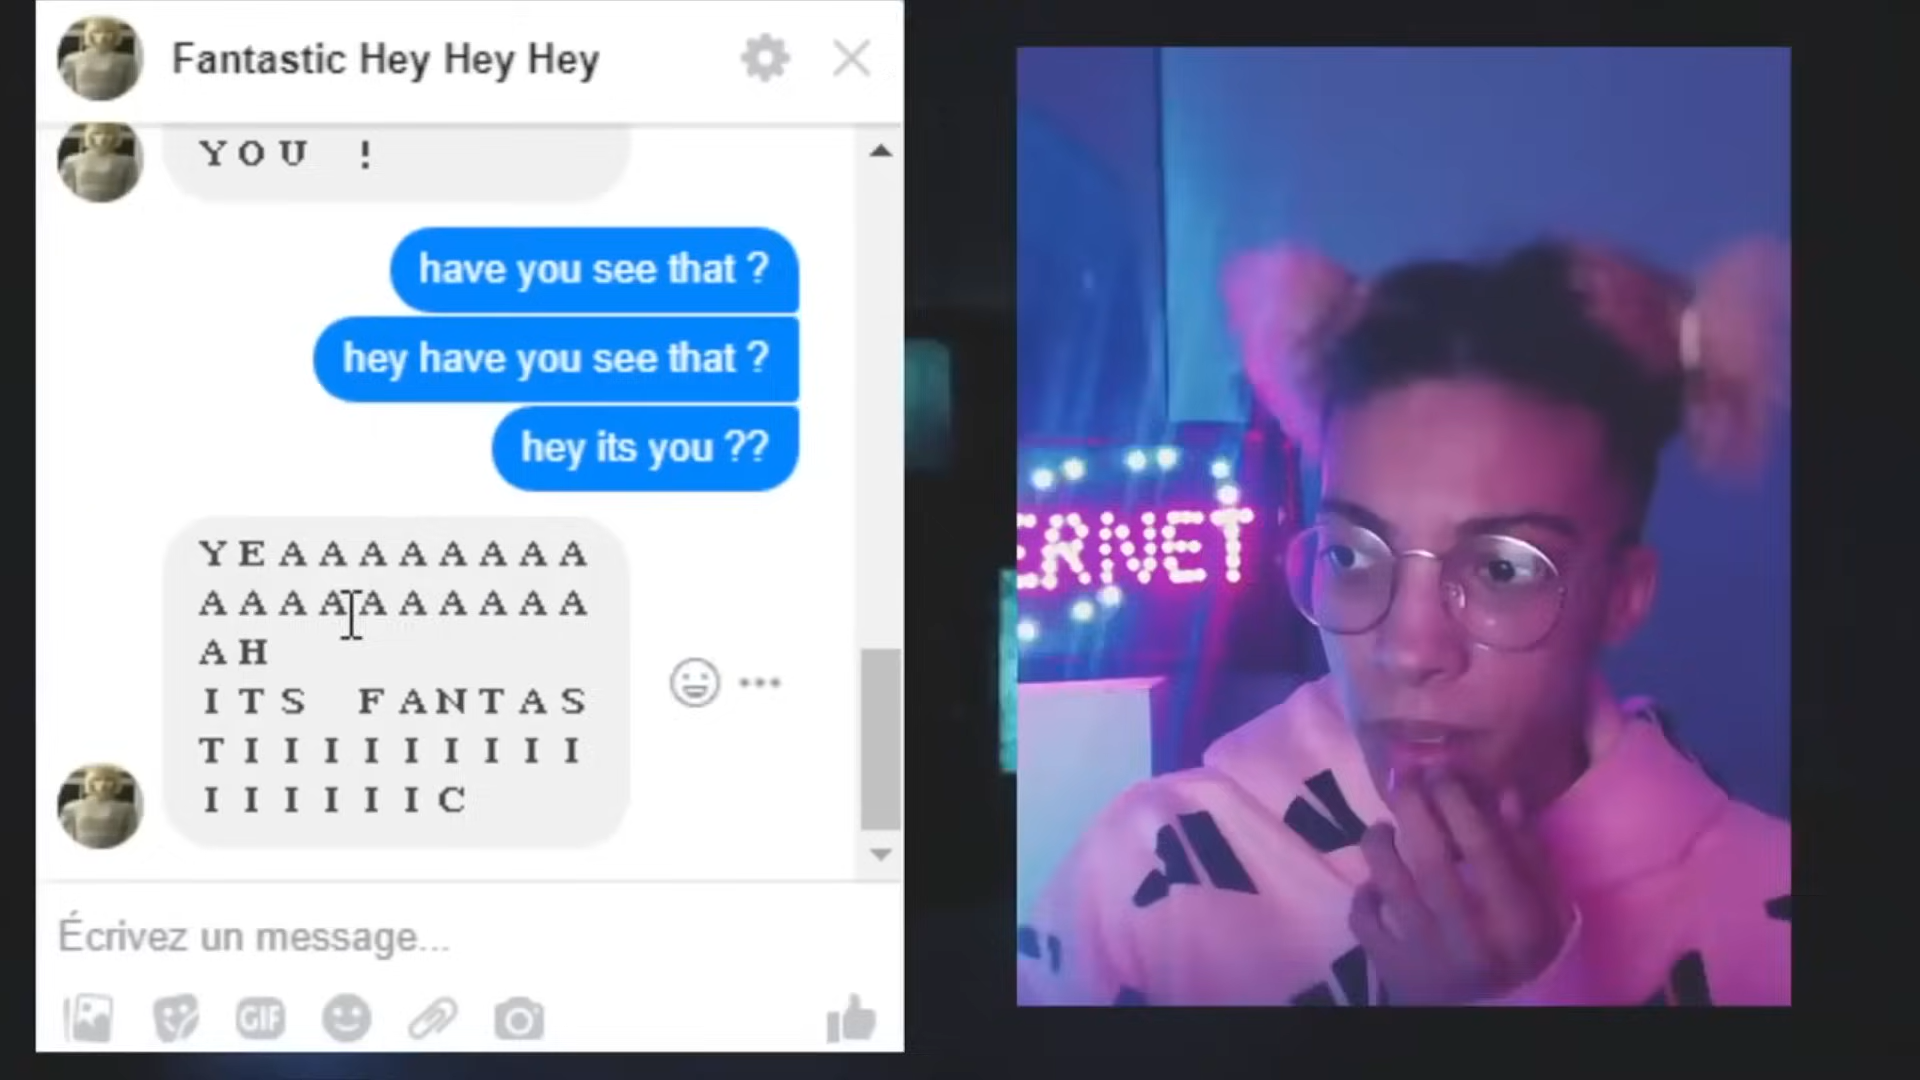 Fantastic Hey Hey Hey
YOU !
have you see that ?
hey have you see that ?
hey its you ??
YEAAAAAAAA
AAAAAAAAAA
AH
ITS FANTAS
TIIIIIIIII
IIIIIIC
Écrivez un message...
GIF
ERNET